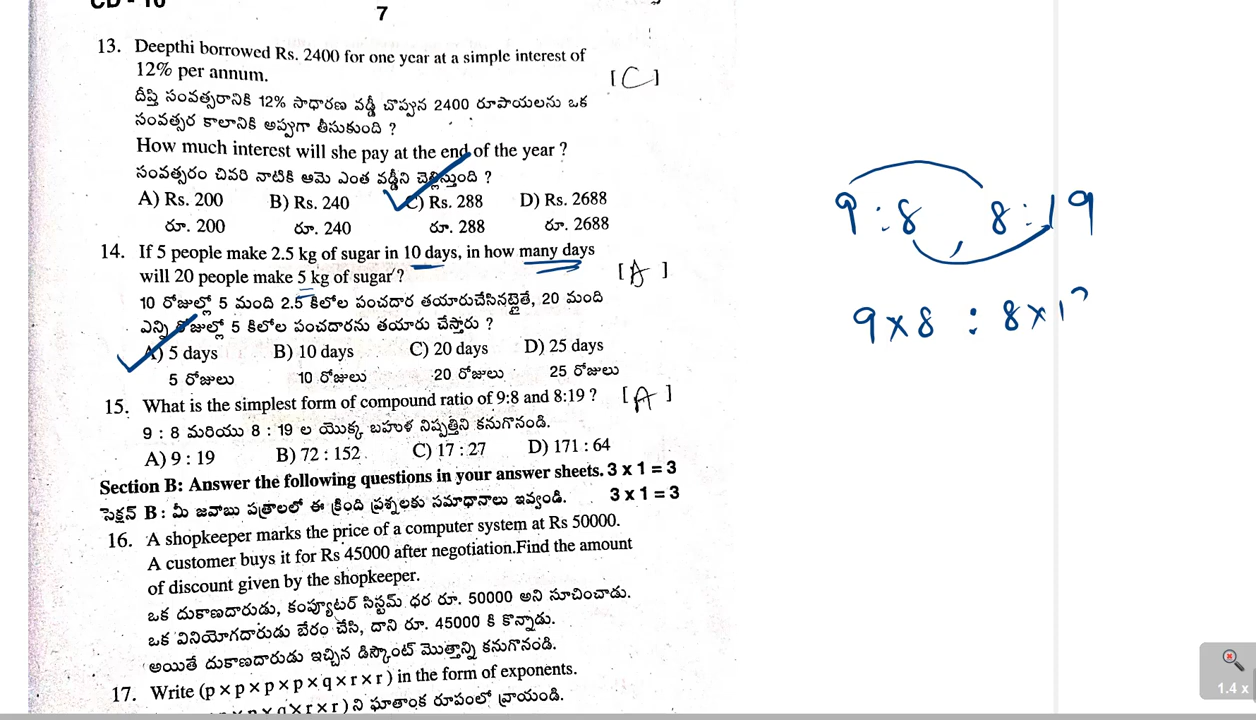 7
13. Deepthi borrowed Rs. 2400 for one year at a simple interest of
12% per annum.
[C]
దీప్తి సంవత్సరానికి 12% సాధారణ వడ్డీ చొప్పున 2400 రూపాయలను ఒక
సంవత్సర కాలానికి అప్పుగా తీసుకుంది ?
How much interest will she pay at the end of the year ?
సంవత్సరం చివరి నాటికి ఆమె ఎంత వడ్డీని చెల్లిస్తుంది ?
A) Rs. 200 B) Rs. 240 C) Rs. 288 D) Rs. 2688
రూ. 200 రూ. 240 రూ. 288 రూ. 2688
14. If 5 people make 2.5 kg of sugar in 10 days, in how many days
will 20 people make 5 kg of sugar ?
[A]
10 రోజుల్లో 5 మంది 2.5 కిలోల పంచదార తయారుచేసినట్లైతే, 20 మంది
ఎన్ని రోజుల్లో 5 కిలోల పంచదారను తయారు చేస్తారు ?
A) 5 days B) 10 days C) 20 days D) 25 days
5 రోజులు 10 రోజులు 20 రోజులు 25 రోజులు
15. What is the simplest form of compound ratio of 9:8 and 8:19 ? [A]
9 : 8 మరియు 8 : 19 ల యొక్క బహుళ నిష్పత్తిని కనుగొనండి.
A) 9 : 19 B) 72 : 152 C) 17 : 27 D) 171 : 64
Section B: Answer the following questions in your answer sheets. 3 x 1 = 3
సెక్షన్ B : మీ జవాబు పత్రాలలో ఈ క్రింది ప్రశ్నలకు సమాధానాలు ఇవ్వండి. 3 x 1 = 3
16. A shopkeeper marks the price of a computer system at Rs 50000.
A customer buys it for Rs 45000 after negotiation.Find the amount
of discount given by the shopkeeper.
ఒక దుకాణదారుడు, కంప్యూటర్ సిస్టమ్ ధర రూ. 50000 అని సూచించాడు.
ఒక వినియోగదారుడు బేరం చేసి, దాని రూ. 45000 కి కొన్నాడు.
అయితే దుకాణదారుడు ఇచ్చిన డిస్కౌంట్ మొత్తాన్ని కనుగొనండి.
17. Write (p × p × p × p × q × r × r ) in the form of exponents.
q × r × r ) ని ఘాతాంక రూపంలో వ్రాయండి.
9 : 8 , 8 : 19
9 x 8 : 8 x 1
1.4 x